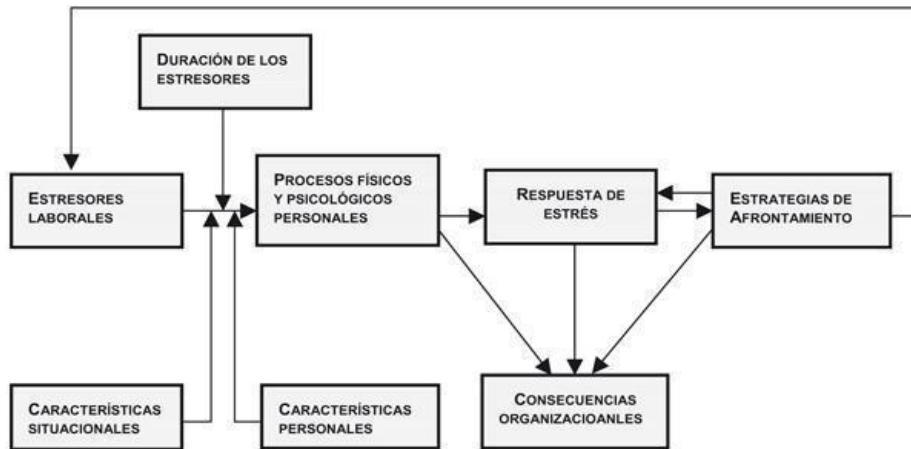 DURACIÓN DE LOS
ESTRESORES
ESTRESORES
LABORALES
PROCESOS FÍSICOS
Y PSICOLÓGICOS
PERSONALES
RESPUESTA DE
ESTRÉS
ESTRATEGIAS DE
AFRONTAMIENTO
CARACTERÍSTICAS
SITUACIONALES
CARACTERÍSTICAS
PERSONALES
CONSECUENCIAS
ORGANIZACIOANLES